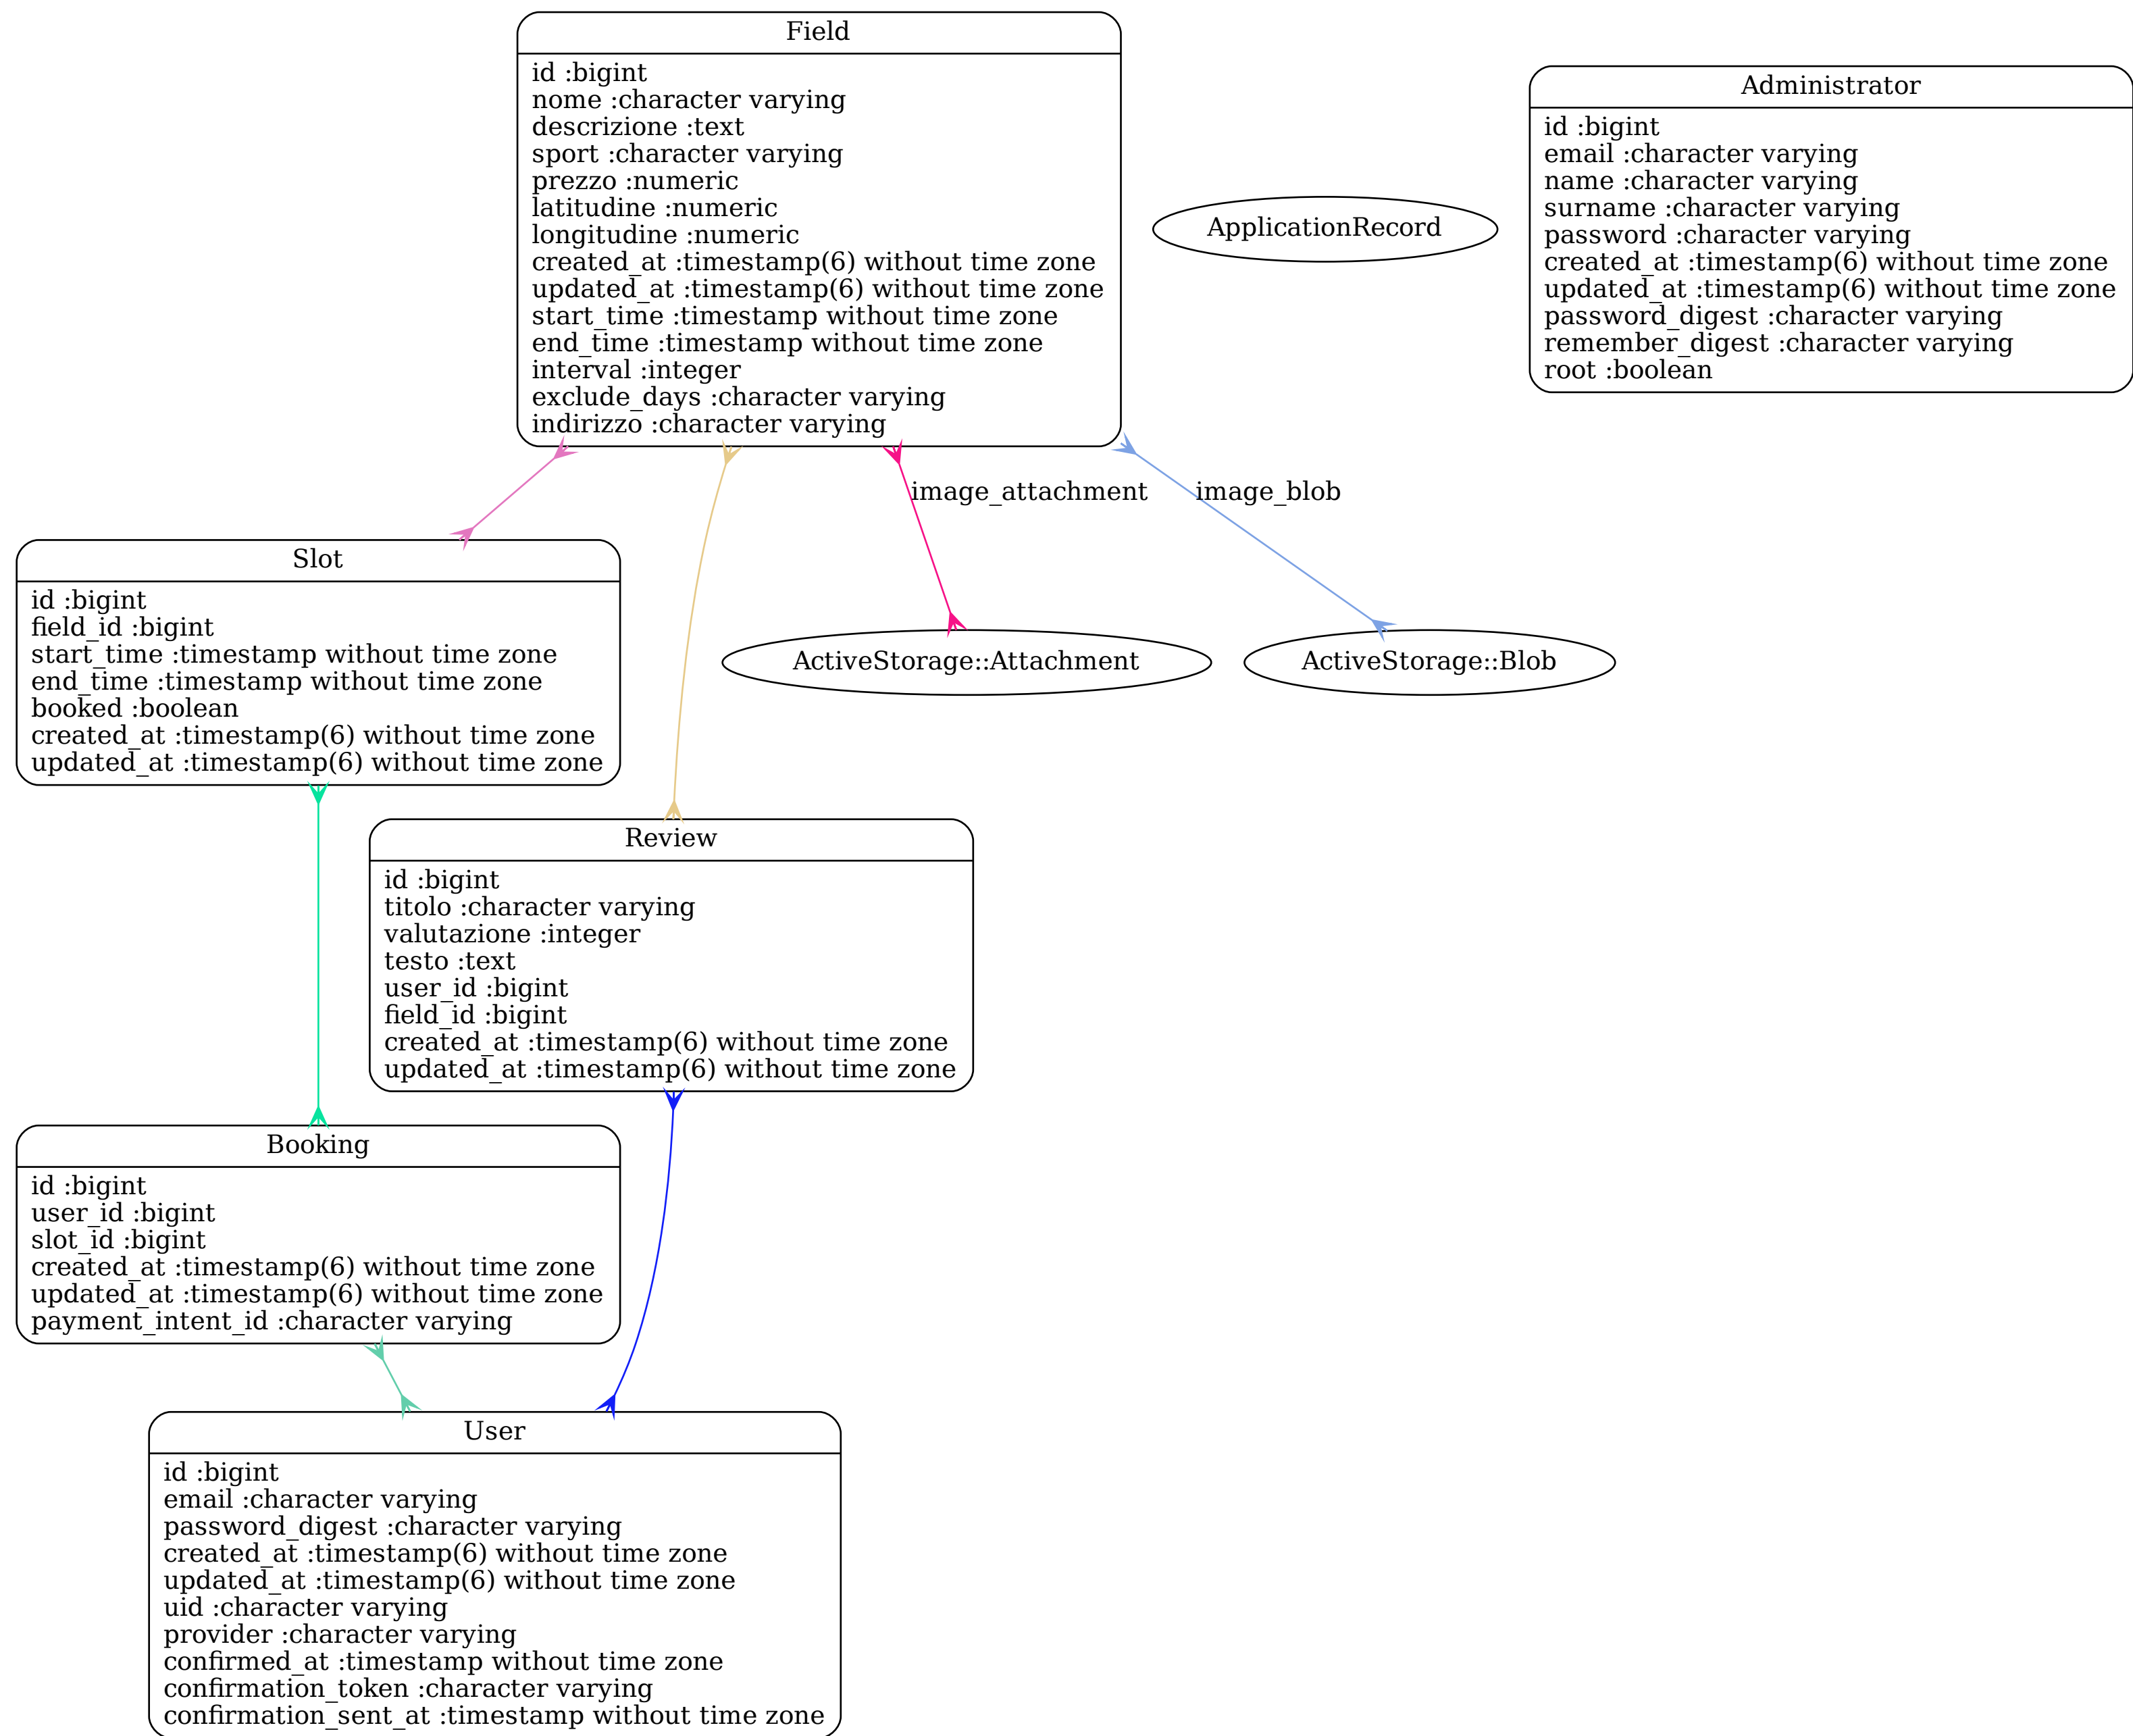 Field
id :bigint
nome :character varying
descrizione :text
sport :character varying
prezzo :numeric
latitudine :numeric
longitudine :numeric
created_at :timestamp(6) without time zone
updated_at :timestamp(6) without time zone
start_time :timestamp without time zone
end_time :timestamp without time zone
interval :integer
exclude_days :character varying
indirizzo :character varying
ApplicationRecord
Administrator
id :bigint
email :character varying
name :character varying
surname :character varying
password :character varying
created_at :timestamp(6) without time zone
updated_at :timestamp(6) without time zone
password_digest :character varying
remember_digest :character varying
root :boolean
image_attachment
image_blob
Slot
id :bigint
field_id :bigint
start_time :timestamp without time zone
end_time :timestamp without time zone
booked :boolean
created_at :timestamp(6) without time zone
updated_at :timestamp(6) without time zone
ActiveStorage::Attachment
ActiveStorage::Blob
Review
id :bigint
titolo :character varying
valutazione :integer
testo :text
user_id :bigint
field_id :bigint
created_at :timestamp(6) without time zone
updated_at :timestamp(6) without time zone
Booking
id :bigint
user_id :bigint
slot_id :bigint
created_at :timestamp(6) without time zone
updated_at :timestamp(6) without time zone
payment_intent_id :character varying
User
id :bigint
email :character varying
password_digest :character varying
created_at :timestamp(6) without time zone
updated_at :timestamp(6) without time zone
uid :character varying
provider :character varying
confirmed_at :timestamp without time zone
confirmation_token :character varying
confirmation_sent_at :timestamp without time zone